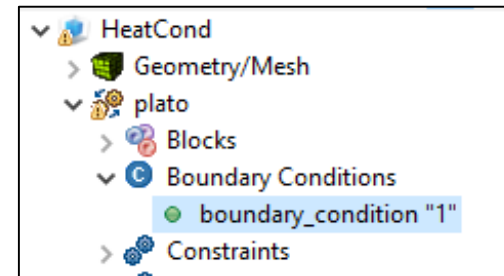 HeatCond
Geometry/Mesh
plato
Blocks
C Boundary Conditions
boundary_condition "1"
Constraints